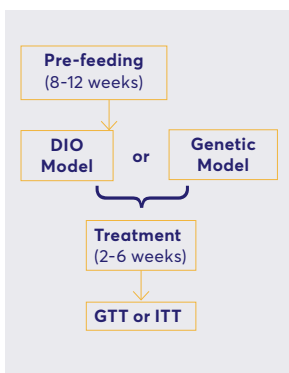 Pre-feeding
(8-12 weeks)
DIO
Model
or
Genetic
Model
Treatment
(2-6 weeks)
GTT or ITT